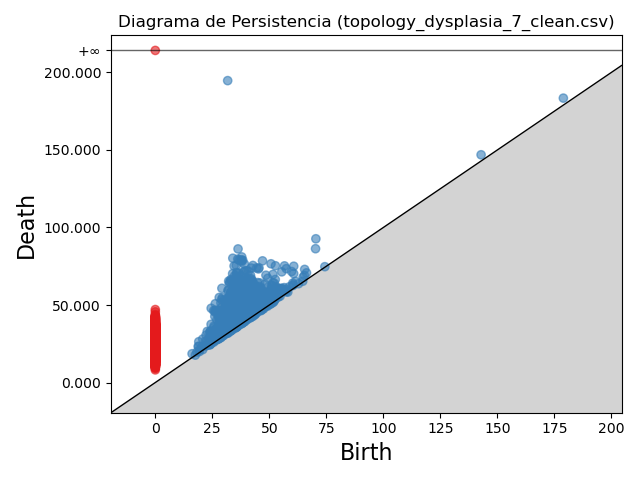 Diagrama de Persistencia (topology_dysplasia_7_clean.csv)
+∞
200.000
150.000
100.000
50.000
0.000
Death
0 25 50 75 100 125 150 175 200
Birth